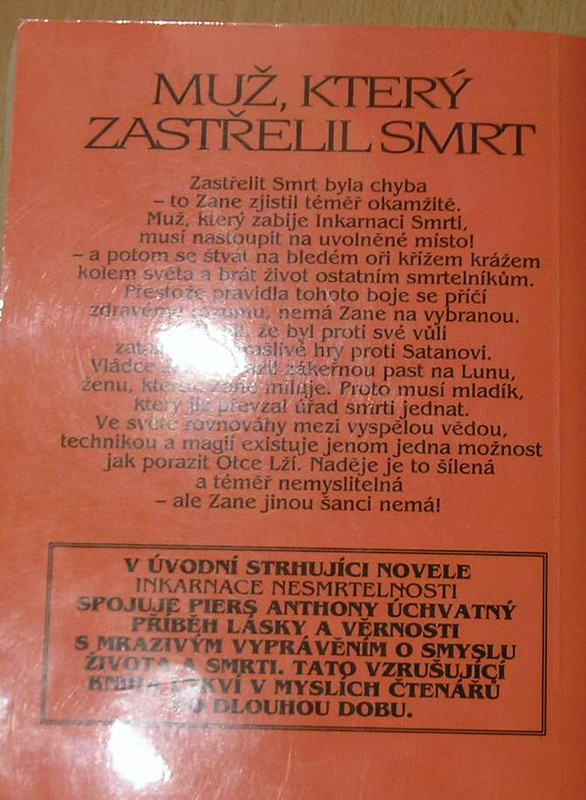 MUŽ, KTERÝ
ZASTŘELIL SMRT
Zastřelit Smrt byla chyba
– to Zane zjistil téměř okamžitě.
Muž, který zabije Inkarnaci Smrti,
musí nastoupit na uvolněné místo!
– a potom se štvát na bledém oři křížem krážem
kolem světa a brát život ostatním smrtelníkům.
Přestože pravidla tohoto boje se příčí
zdravému rozumu, nemá Zane na vybranou.
že byl proti své vůli
hry proti Satanovi.
Vládce zákeřnou past na Lunu,
ženu, kterou Zane miluje. Proto musí mladík,
který již převzal úřad smrti jednat.
Ve světě rovnováhy mezi vyspělou vědou,
technikou a magií existuje jenom jedna možnost
jak porazit Otce Lží. Naděje je to šílená
a téměř nemyslitelná
– ale Zane jinou šanci nemá!
V ÚVODNÍ STRHUJÍCI NOVELE
INKARNACE NESMRTELNOSTI
SPOJUJE PIERS ANTHONY ÚCHVATNÝ
PŘÍBĚH LÁSKY A VĚRNOSTI
S MRAZIVÝM VYPRÁVĚNÍM O SMYSLU
ŽIVOTA A SMRTI. TATO VZRUŠUJÍCÍ
KNIHA V MYSLÍCH ČTENÁŘŮ
PO DLOUHOU DOBU.